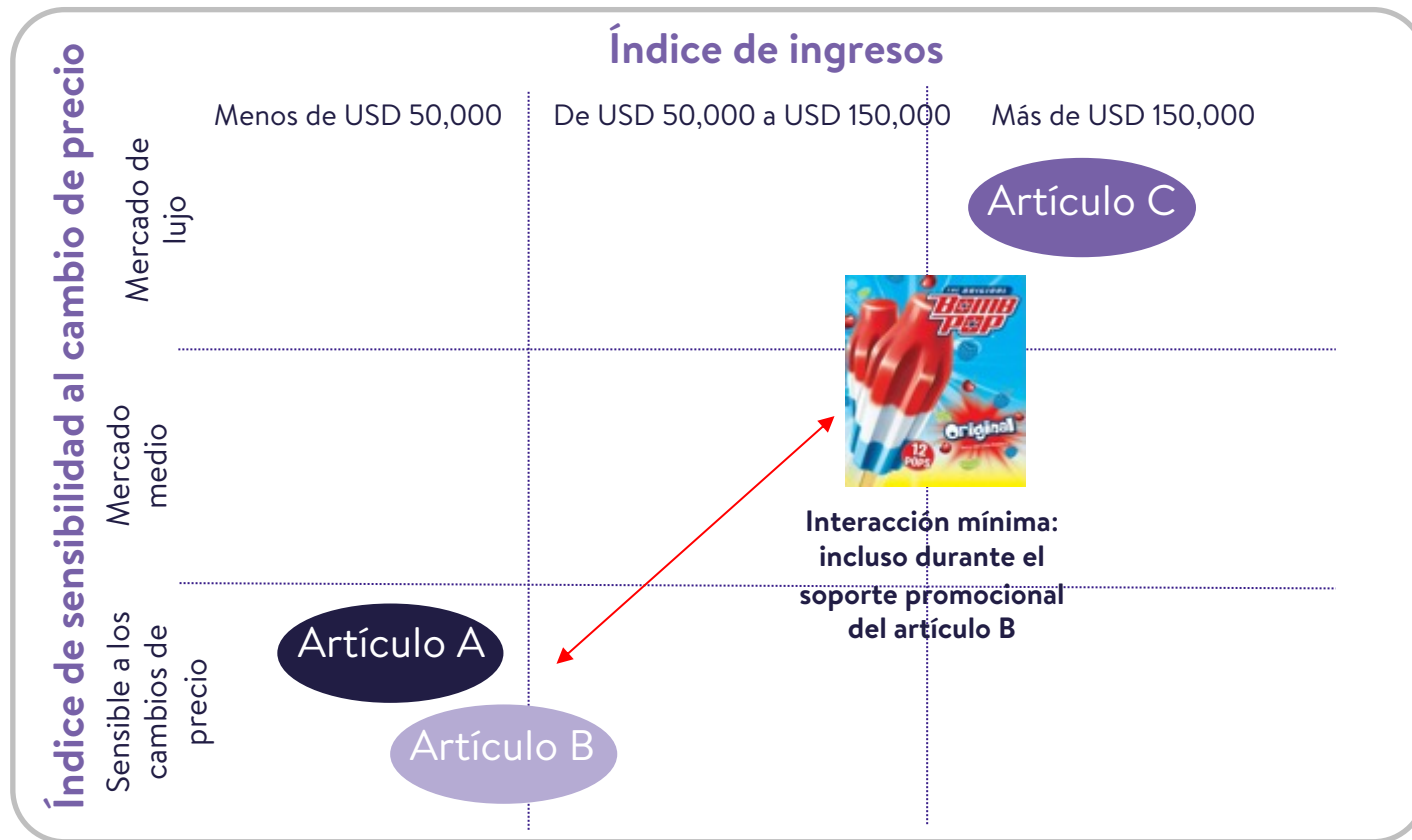 Índice de ingresos
Índice de sensibilidad al cambio de precio
Menos de USD 50,000
De USD 50,000 a USD 150,000
Más de USD 150,000
Mercado de
lujo
Artículo C
THE ORIGINAL
BOMB
POP
Original
12
POPS
Mercado
medio
Interacción mínima:
incluso durante el
soporte promocional
del artículo B
Sensible a los
cambios de
precio
Artículo A
Artículo B